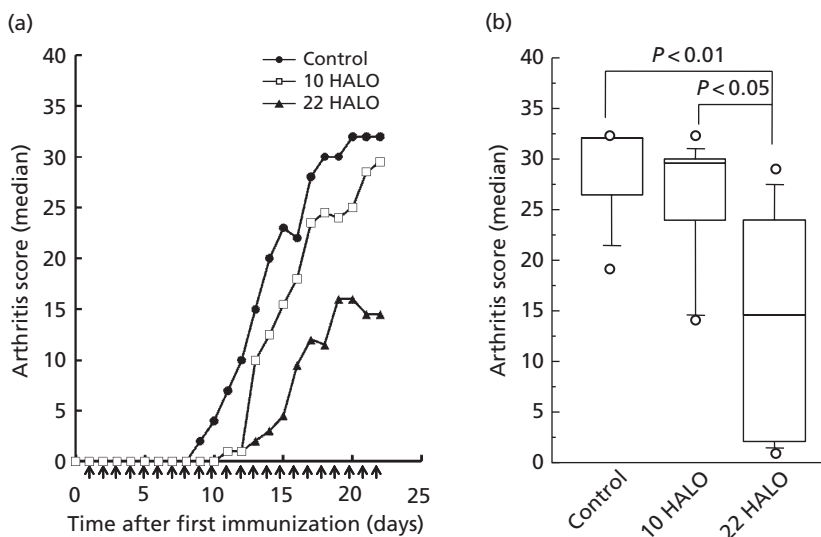 (a)
Control
10 HALO
22 HALO
40
35
30
25
20
15
10
5
0
Arthritis score (median)
0 5 10 15 20 25
Time after first immunization (days)
(b)
P < 0.01
P < 0.05
40
35
30
25
20
15
10
5
0
Arthritis score (median)
Control
10 HALO
22 HALO